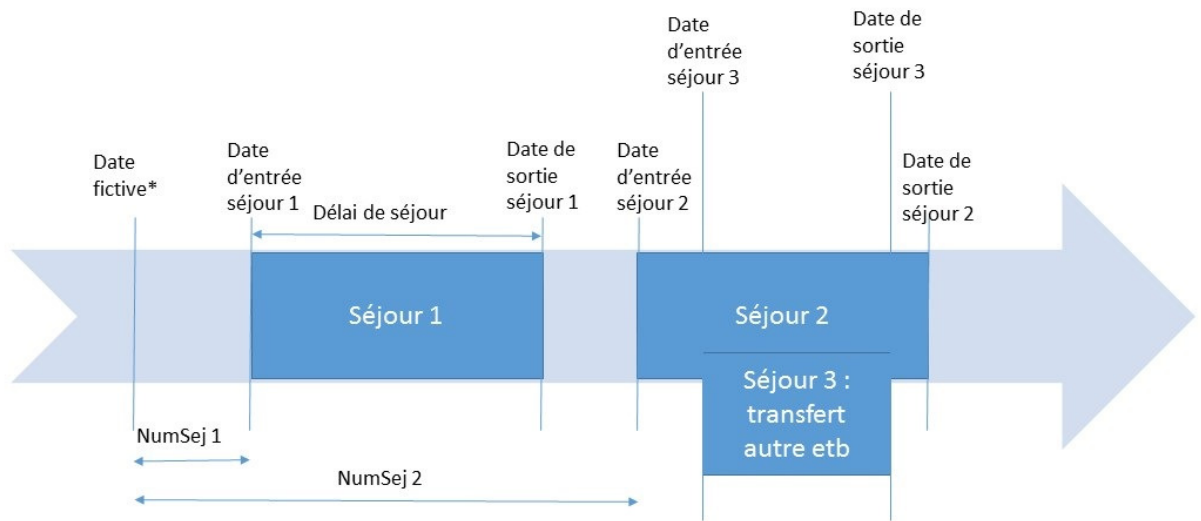 Date
d'entrée
séjour 3
Date de
sortie
séjour 3
Date
fictive*
Date
d'entrée
séjour 1
Délai de séjour
Date de
sortie
séjour 1
Date
d'entrée
séjour 2
Date de
sortie
séjour 2
Séjour 1
Séjour 2
Séjour 3 :
transfert
autre etb
NumSej 1
NumSej 2